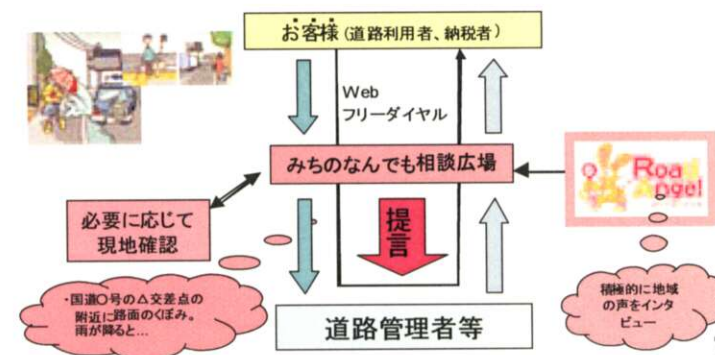 お客様(道路利用者、納税者)
Web
フリーダイヤル
みちのなんでも相談広場
Road
Angel
必要に応じて
現地確認
提言
・国道〇号の△交差点の
附近に路面のくぼみ。
雨が降ると…
積極的に地域
の声をインタ
ビュー
道路管理者等